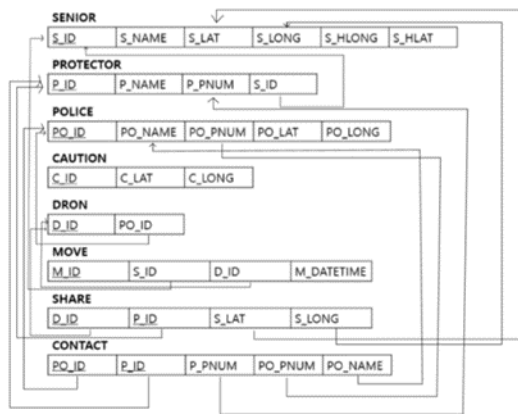 SENIOR
S_ID S_NAME S_LAT S_LONG S_HLONG S_HLAT
PROTECTOR
P_ID P_NAME P_PNUM S_ID
POLICE
PO_ID PO_NAME PO_PNUM PO_LAT PO_LONG
CAUTION
C_ID C_LAT C_LONG
DRON
D_ID PO_ID
MOVE
M_ID S_ID D_ID M_DATETIME
SHARE
D_ID P_ID S_LAT S_LONG
CONTACT
PO_ID P_ID P_PNUM PO_PNUM PO_NAME